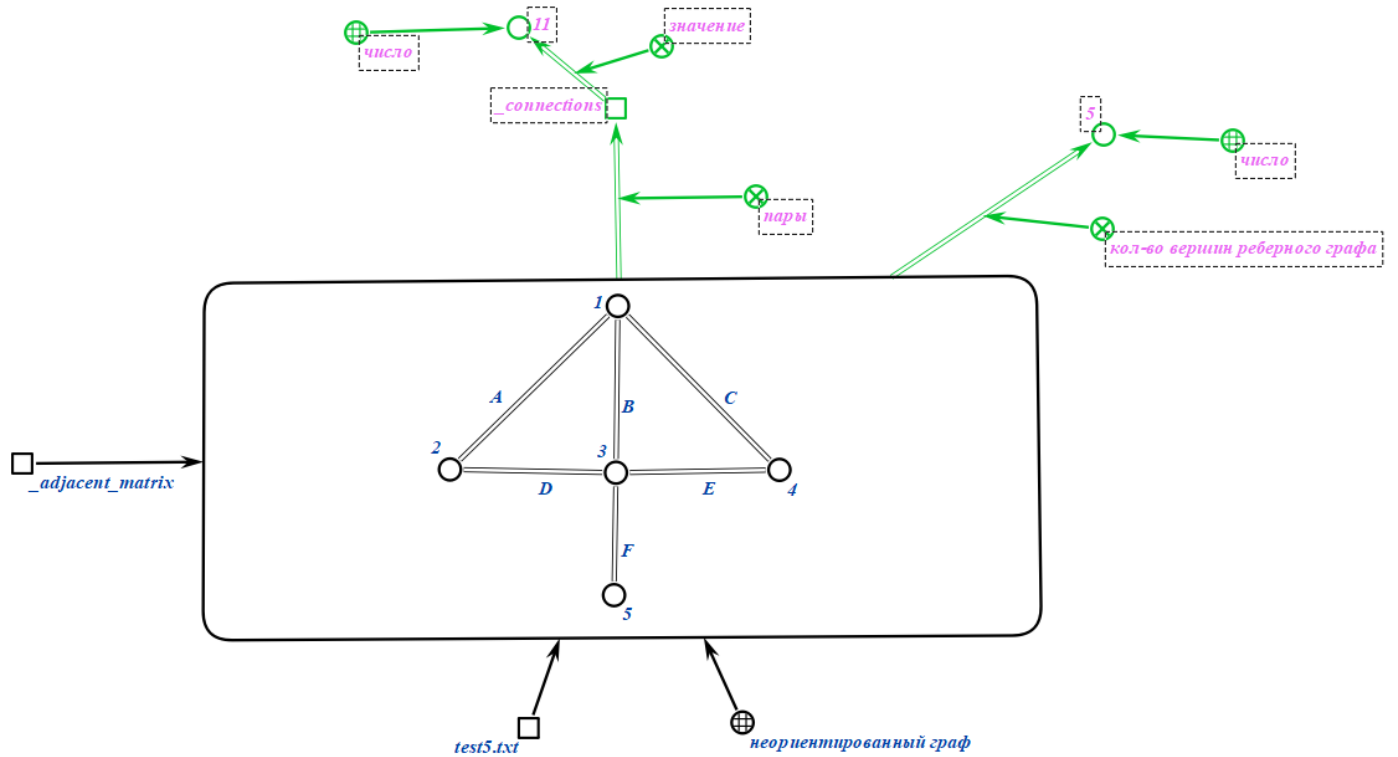 11
значение
число
_connections
5
число
пары
кол-во вершин реберного графа
1
A
B
C
2
3
_adjacent_matrix
D
E
4
F
5
test5.txt
неориентированный граф